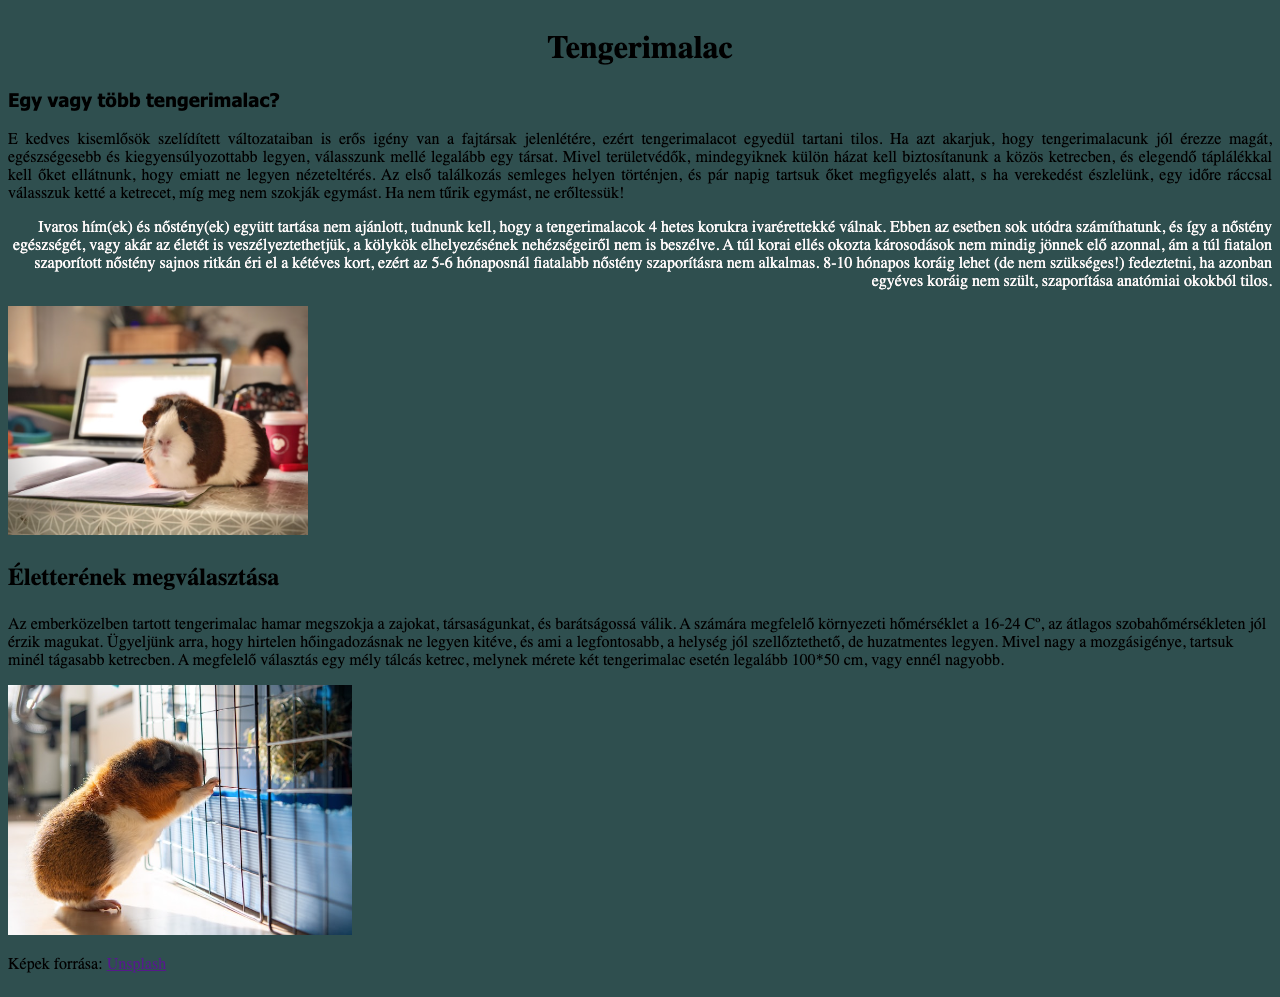 Tengerimalac
Egy vagy több tengerimalac?
E kedves kisemlősök szelídített változataiban is erős igény van a fajtársak jelenlétére, ezért tengerimalacot egyedül tartani tilos. Ha azt akarjuk, hogy tengerimalacunk jól érezze magát,
egészségesebb és kiegyensúlyozottabb legyen, válasszunk mellé legalább egy társat. Mivel területvédők, mindegyiknek külön házat kell biztosítanunk a közös ketrecben, és elegendő táplálékkal
kell őket ellátnunk, hogy emiatt ne legyen nézeteltérés. Az első találkozás semleges helyen történjen, és pár napig tartsuk őket megfigyelés alatt, s ha verekedést észlelünk, egy időre ráccsal
válasszuk ketté a ketrecet, míg meg nem szokják egymást. Ha nem tűrik egymást, ne erőltessük!
Ivaros hím(ek) és nőstény(ek) együtt tartása nem ajánlott, tudnunk kell, hogy a tengerimalacok 4 hetes korukra ivarérettekké válnak. Ebben az esetben sok utódra számíthatunk, és így a nőstény
egészségét, vagy akár az életét is veszélyeztethetjük, a kölykök elhelyezésének nehézségeiről nem is beszélve. A túl korai ellés okozta károsodások nem mindig jönnek elő azonnal, ám a túl fiatalon
szaporított nőstény sajnos ritkán éri el a kétéves kort, ezért az 5-6 hónaposnál fiatalabb nőstény szaporításra nem alkalmas. 8-10 hónapos koráig lehet (de nem szükséges!) fedeztetni, ha azonban
egyéves koráig nem szült, szaporítása anatómiai okokból tilos.
COSTA
Életterének megválasztása
Az emberközelben tartott tengerimalac hamar megszokja a zajokat, társaságunkat, és barátságossá válik. A számára megfelelő környezeti hőmérséklet a 16-24 Cº, az átlagos szobahőmérsékleten jól
érzik magukat. Ügyeljünk arra, hogy hirtelen hőingadozásnak ne legyen kitéve, és ami a legfontosabb, a helység jól szellőztethető, de huzatmentes legyen. Mivel nagy a mozgásigénye, tartsuk
minél tágasabb ketrecben. A megfelelő választás egy mély tálcás ketrec, melynek mérete két tengerimalac esetén legalább 100*50 cm, vagy ennél nagyobb.
Képek forrása: Unsplash